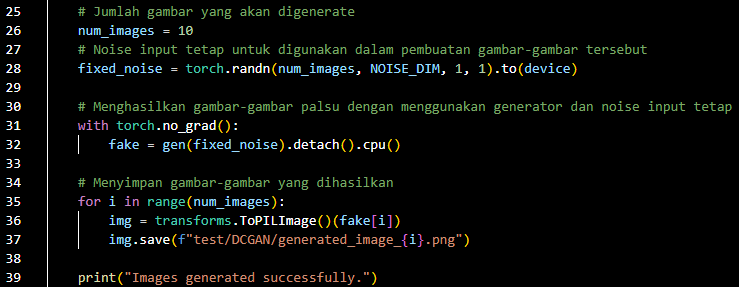 25 # Jumlah gambar yang akan digenerate
26 num_images = 10
27 # Noise input tetap untuk digunakan dalam pembuatan gambar-gambar tersebut
28 fixed_noise = torch.randn(num_images, NOISE_DIM, 1, 1).to(device)
29
30 # Menghasilkan gambar-gambar palsu dengan menggunakan generator dan noise input tetap
31 with torch.no_grad():
32 fake = gen(fixed_noise).detach().cpu()
33
34 # Menyimpan gambar-gambar yang dihasilkan
35 for i in range(num_images):
36 img = transforms.ToPILImage()(fake[i])
37 img.save(f"test/DCGAN/generated_image_{i}.png")
38
39 print("Images generated successfully.")